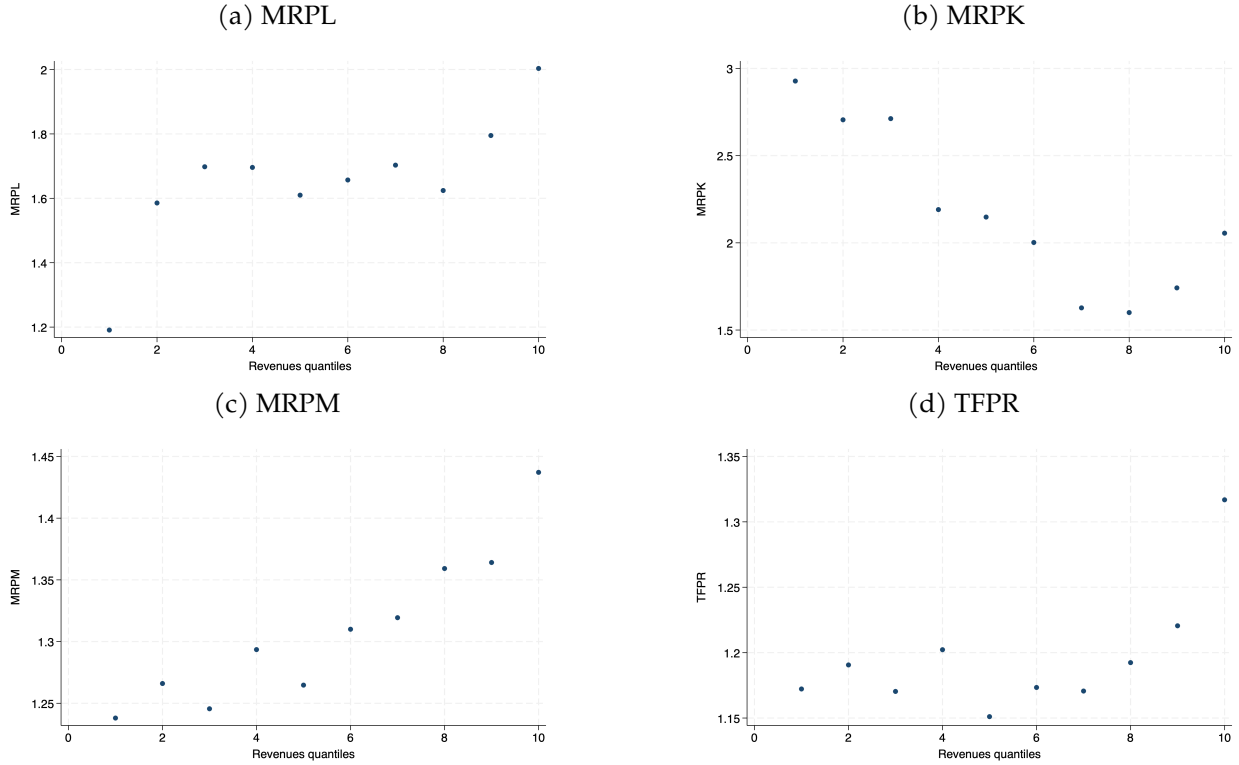 (a) MRPL
2
1.8
1.6
1.4
1.2
MRPL
0 2 4 6 8 10
Revenues quantiles
(b) MRPK
3
2.5
2
1.5
MRPK
0 2 4 6 8 10
Revenues quantiles
(c) MRPM
1.45
1.4
1.35
1.3
1.25
MRPM
0 2 4 6 8 10
Revenues quantiles
(d) TFPR
1.35
1.3
1.25
1.2
1.15
TFPR
0 2 4 6 8 10
Revenues quantiles